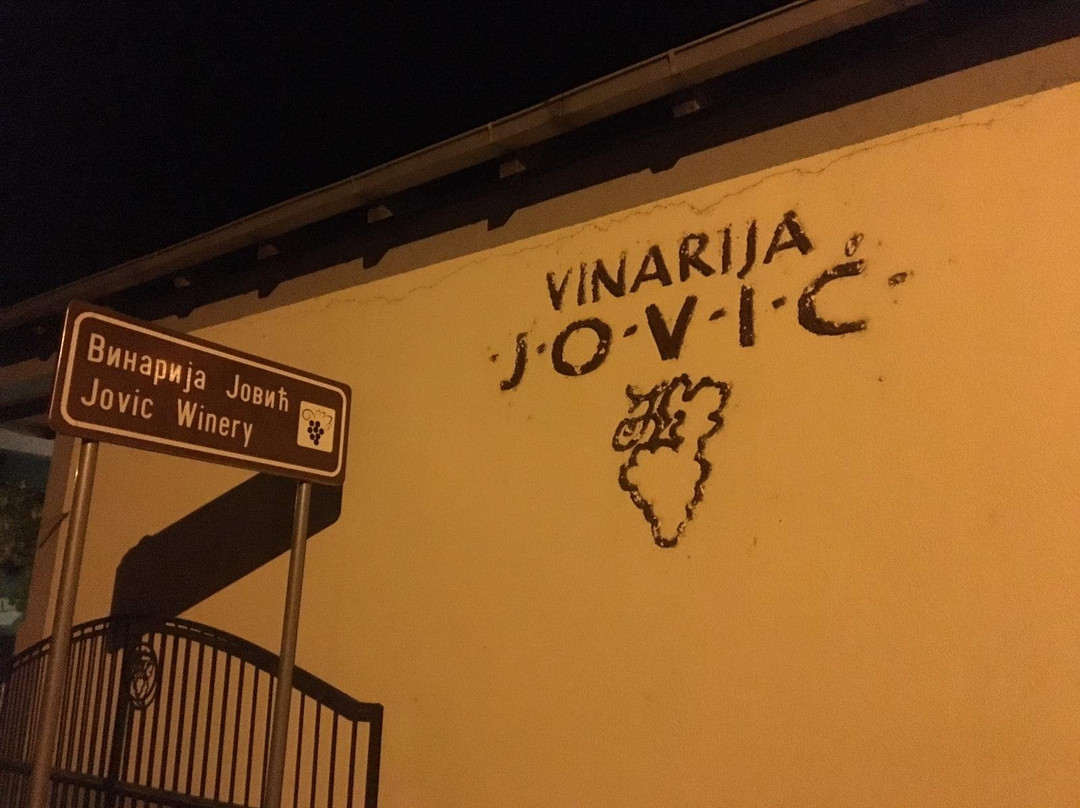 Винарија Јовић
Jovic Winery
VINARIJA
·J·O·V·I·Ć·